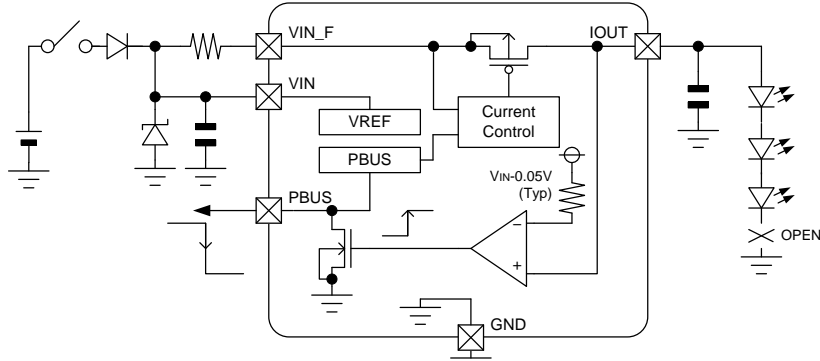 VIN_F
IOUT
VIN
VREF
Current
Control
PBUS
VIN-0.05V
(Typ)
PBUS
−
+
OPEN
GND